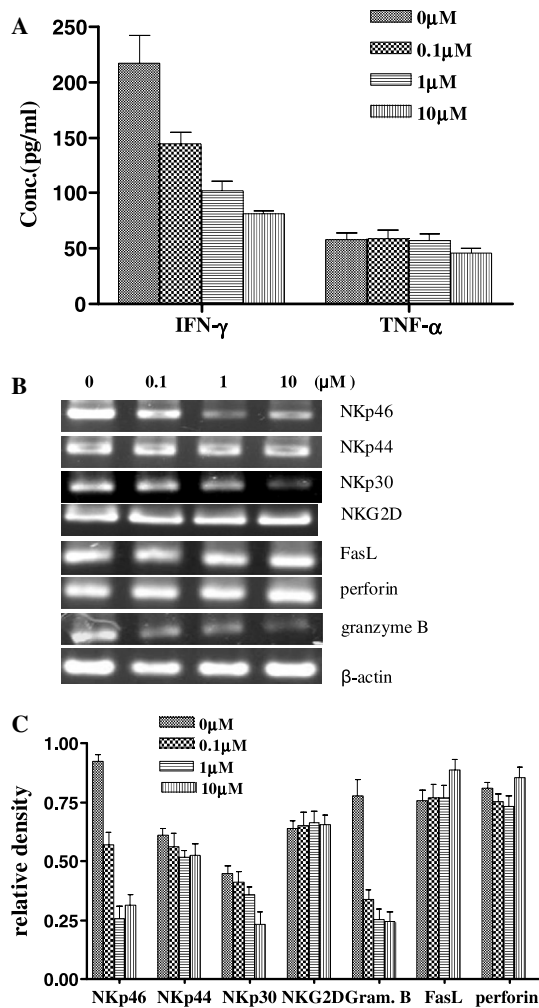 A
250
200
150
100
50
0
Conc.(pg/ml)
0μM
0.1μM
1μM
10μM
IFN-γ
TNF-α
B
0 0.1 1 10 (μM )
NKp46
NKp44
NKp30
NKG2D
FasL
perforin
granzyme B
β-actin
C
1.00
0.75
0.50
0.25
0.00
relative density
0μM
0.1μM
1μM
10μM
NKp46 NKp44 NKp30 NKG2D Gram. B FasL perforin